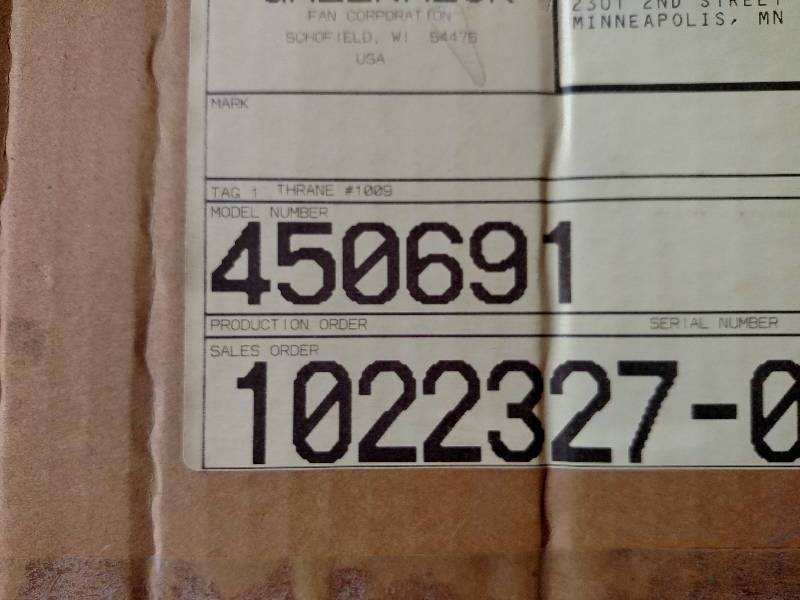 2301 2ND STREET
MINNEAPOLIS, MN
FAN CORPORATION
SCHOFIELD, WI 54476
USA
MARK
TAG 1 THRANE #1009
MODEL NUMBER
450691
PRODUCTION ORDER SERIAL NUMBER
SALES ORDER
1022327-0